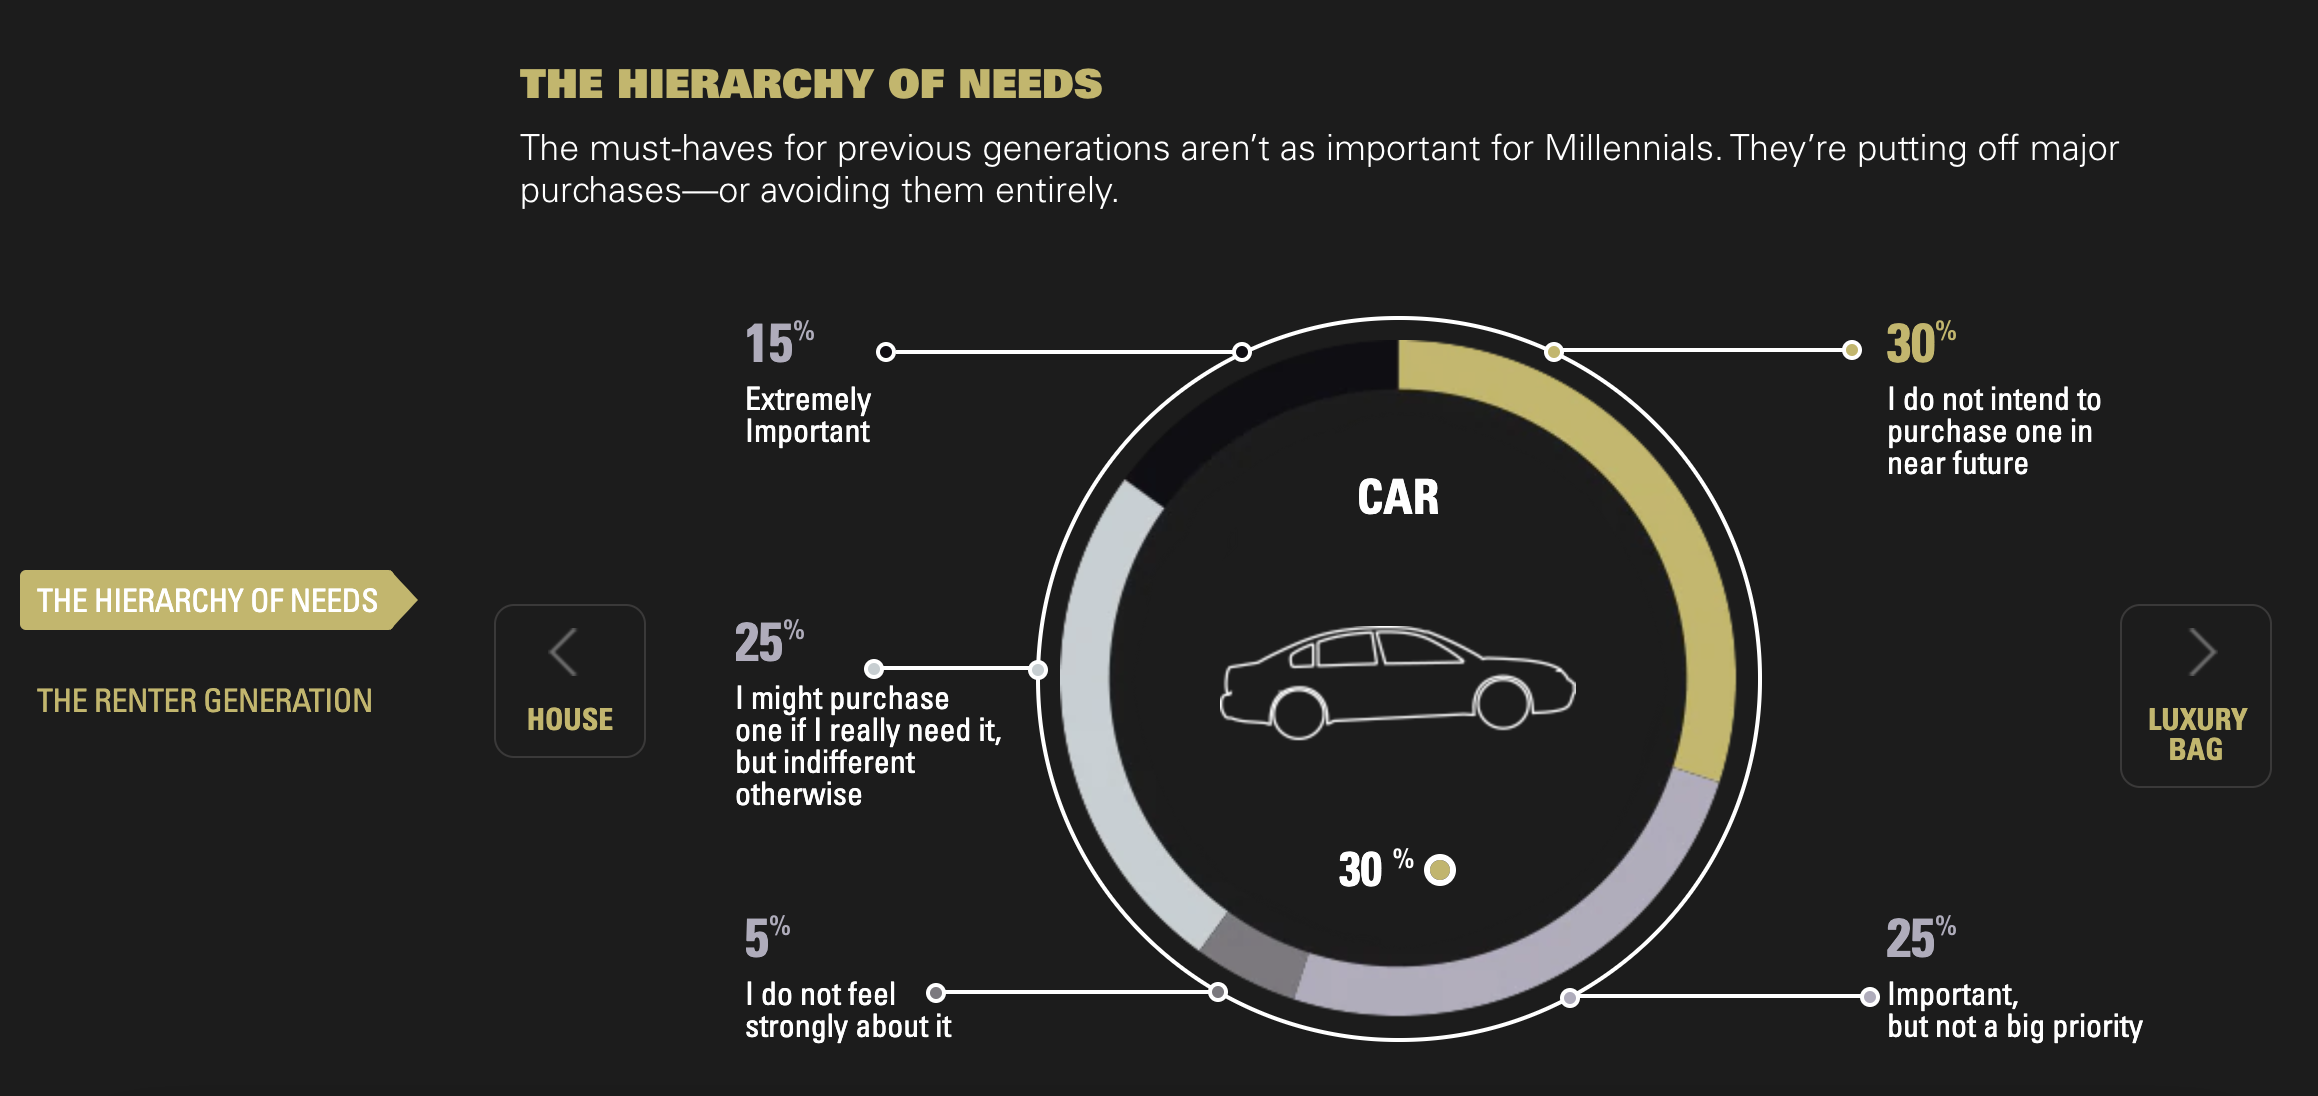 THE HIERARCHY OF NEEDS
The must-haves for previous generations aren’t as important for Millennials. They’re putting off major
purchases—or avoiding them entirely.
15%
Extremely
Important
30%
I do not intend to
purchase one in
near future
CAR
THE HIERARCHY OF NEEDS
THE RENTER GENERATION
HOUSE
25%
I might purchase
one if I really need it,
but indifferent
otherwise
LUXURY
BAG
30 %
5%
I do not feel
strongly about it
25%
Important,
but not a big priority